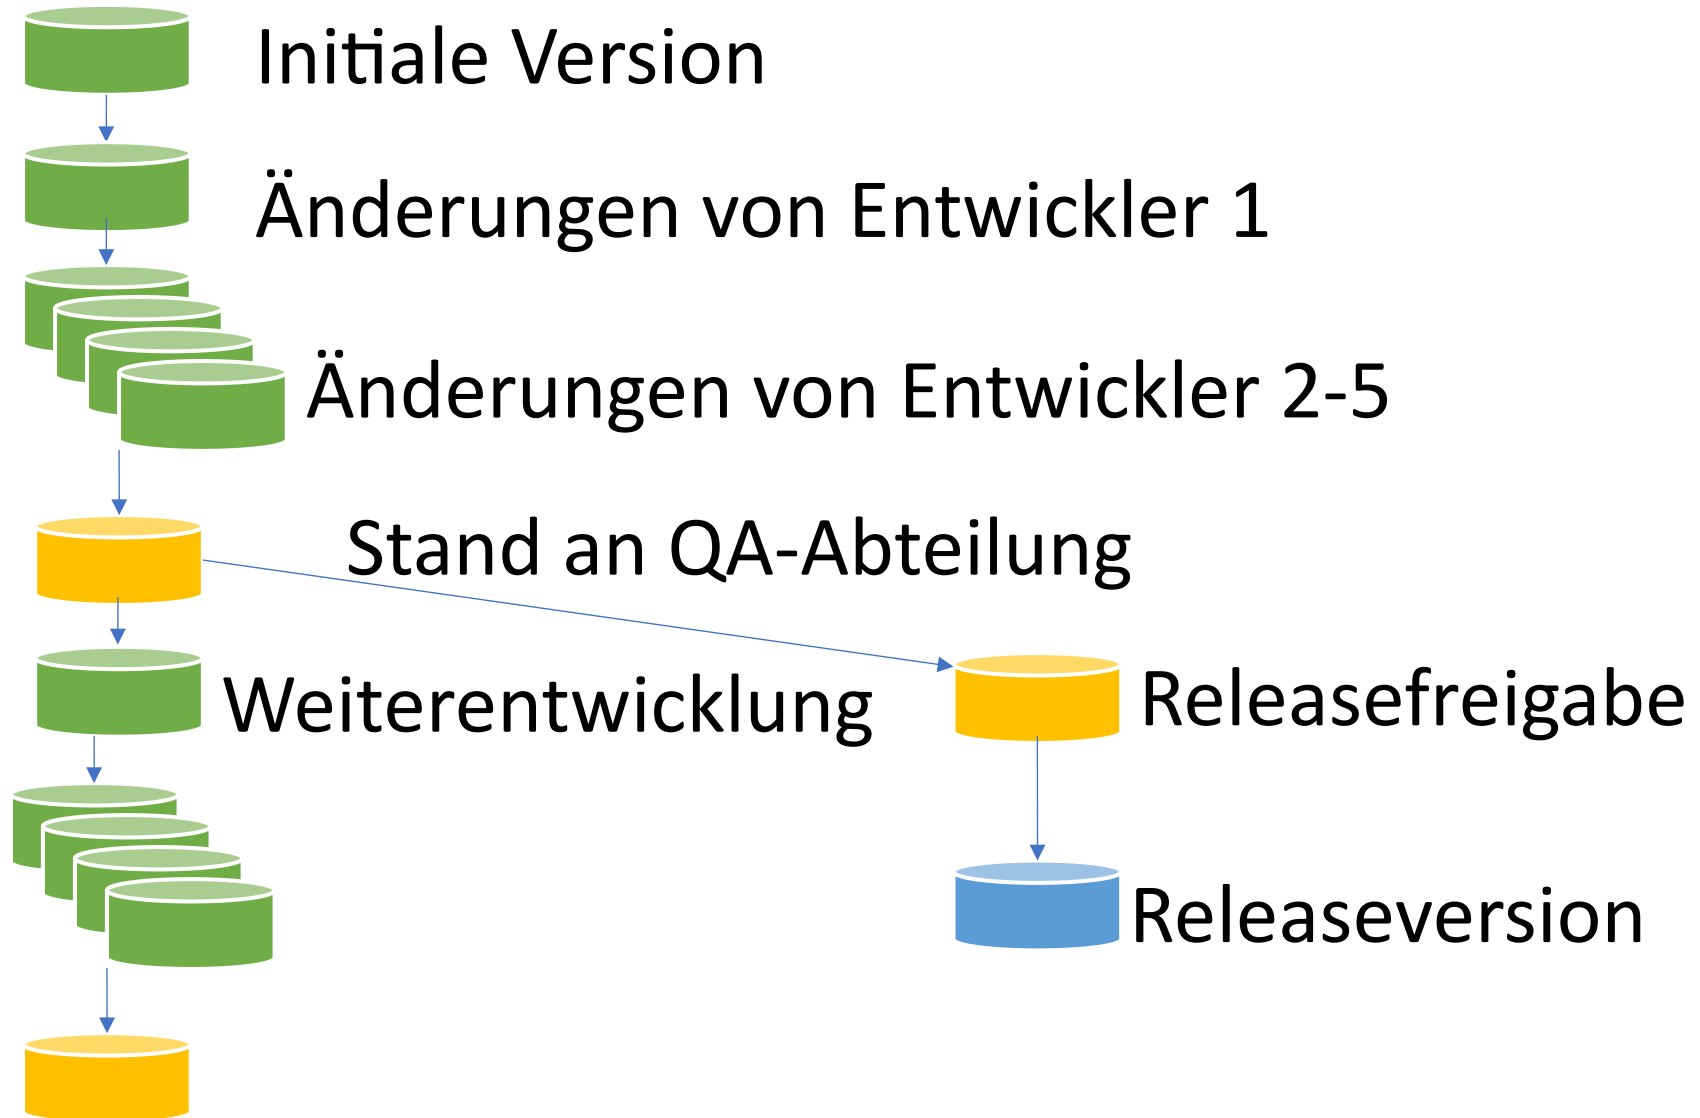 Initiale Version
Änderungen von Entwickler 1
Änderungen von Entwickler 2-5
Stand an QA-Abteilung
Weiterentwicklung
Releasefreigabe
Releaseversion